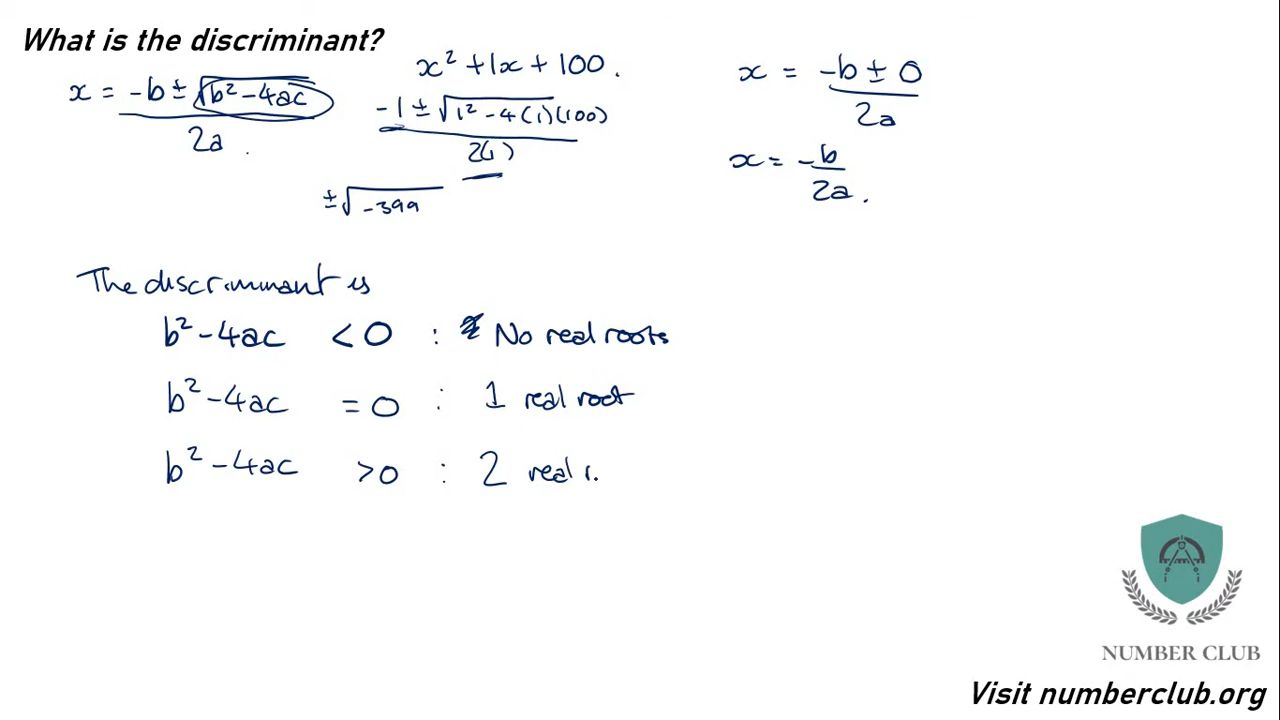 What is the discriminant?
x = -b ± √b² - 4ac
2a
x² + 1x + 100.
-1 ± √1² - 4(1)(100)
2(1)
±√-399
x = -b ± 0
2a
x = -b
2a.
The discriminant is
b² - 4ac < 0 : No real roots
b² - 4ac = 0 : 1 real root
b² - 4ac > 0 : 2 real r.
NUMBER CLUB
Visit numberclub.org